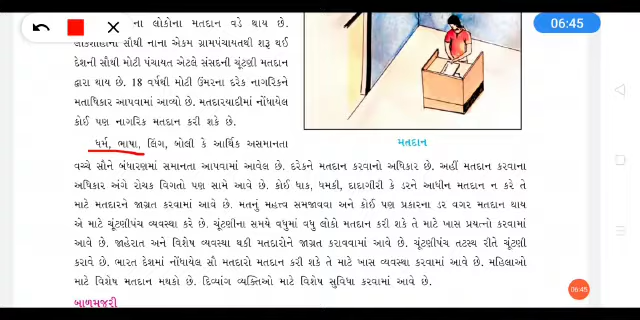 ના લોકોના મતદાન વડે થાય છે.
લોકશાહીના સૌથી નાના એકમ ગ્રામપંચાયતથી શરૂ થઈ
દેશની સૌથી મોટી પંચાયત એટલે સંસદની ચૂંટણી મતદાન
દ્વારા થાય છે. 18 વર્ષથી મોટી ઉંમરના દરેક નાગરિકને
મતાધિકાર આપવામાં આવ્યો છે. મતદારયાદીમાં નોંધાયેલ
કોઈ પણ નાગરિક મતદાન કરી શકે છે.
ધર્મ, ભાષા, લિંગ, બોલી કે આર્થિક અસમાનતા
વચ્ચે સૌને બંધારણમાં સમાનતા આપવામાં આવેલ છે. દરેકને મતદાન કરવાનો અધિકાર છે. અહીં મતદાન કરવાના
અધિકાર અંગે રોચક વિગતો પણ સામે આવે છે. કોઈ ધાક, ધમકી, દાદાગીરી કે ડરને આધીન મતદાન ન કરે તે
માટે મતદારને જાગ્રત કરવામાં આવે છે. મતનું મહત્ત્વ સમજાવવા અને કોઈ પણ પ્રકારના ડર વગર મતદાન થાય
એ માટે ચૂંટણીપંચ વ્યવસ્થા કરે છે. ચૂંટણીના સમયે વધુમાં વધુ લોકો મતદાન કરી શકે તે માટે ખાસ પ્રયત્નો કરવામાં
આવે છે. જાહેરાત અને વિશેષ વ્યવસ્થા થકી મતદારોને જાગ્રત કરાવવામાં આવે છે. ચૂંટણીપંચ તટસ્થ રીતે ચૂંટણી
કરાવે છે. ભારત દેશમાં નોંધાયેલ સૌ મતદારો મતદાન કરી શકે તે માટે ખાસ વ્યવસ્થા કરવામાં આવે છે. મહિલાઓ
માટે વિશેષ મતદાન મથકો છે. દિવ્યાંગ વ્યક્તિઓ માટે વિશેષ સુવિધા કરવામાં આવે છે.
બાળમજૂરી
મતદાન
06:45
06:45